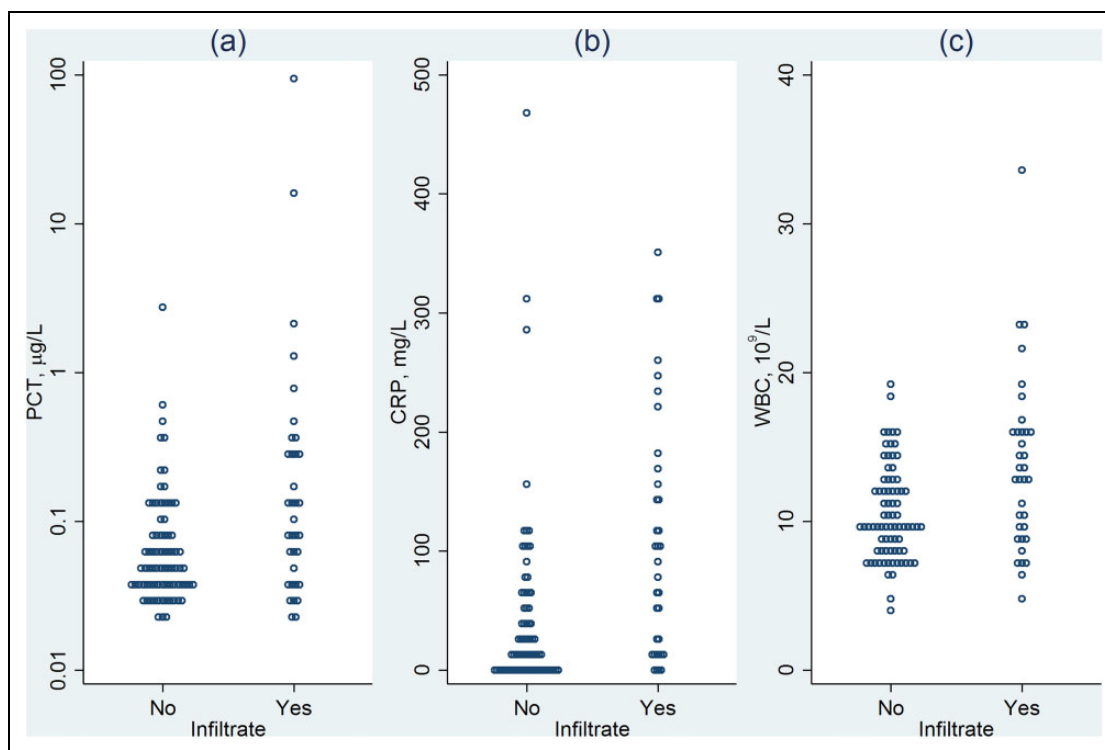 (a)
(b)
(c)
PCT, µg/L
100
10
1
0.1
0.01
No
Yes
Infiltrate
CRP, mg/L
500
400
300
200
100
0
No
Yes
Infiltrate
WBC, 10⁹/L
40
30
20
10
0
No
Yes
Infiltrate